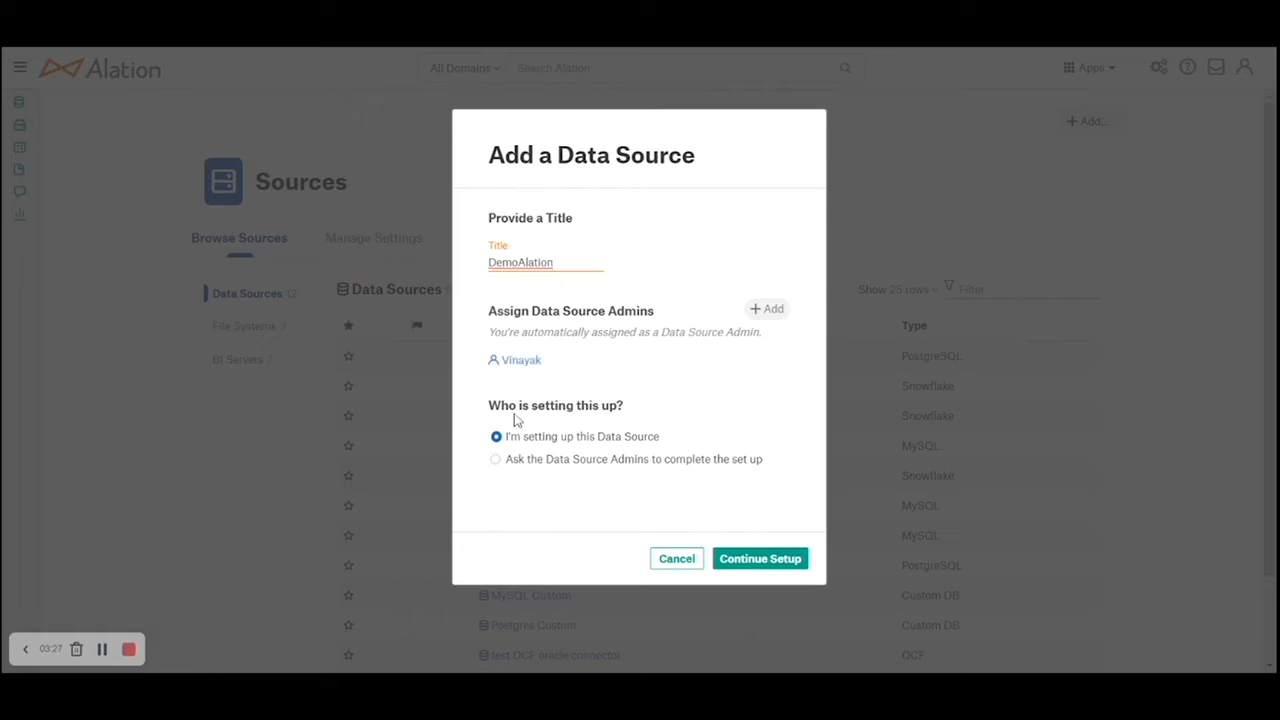 Alation
All Domains
Search Alation
Apps
+ Add...
Sources
Browse Sources
Manage Settings
Data Sources 12
File Systems 3
BI Servers 7
Data Sources
Show 25 rows
Filter
Type
PostgreSQL
Snowflake
Snowflake
MySQL
Snowflake
MySQL
MySQL
PostgreSQL
MySQL Custom
Custom DB
Postgres Custom
Custom DB
test OCF oracle connector
OCF
Add a Data Source
Provide a Title
Title
DemoAlation
Assign Data Source Admins
+ Add
You're automatically assigned as a Data Source Admin.
Vinayak
Who is setting this up?
I'm setting up this Data Source
Ask the Data Source Admins to complete the set up
Cancel
Continue Setup
03:27